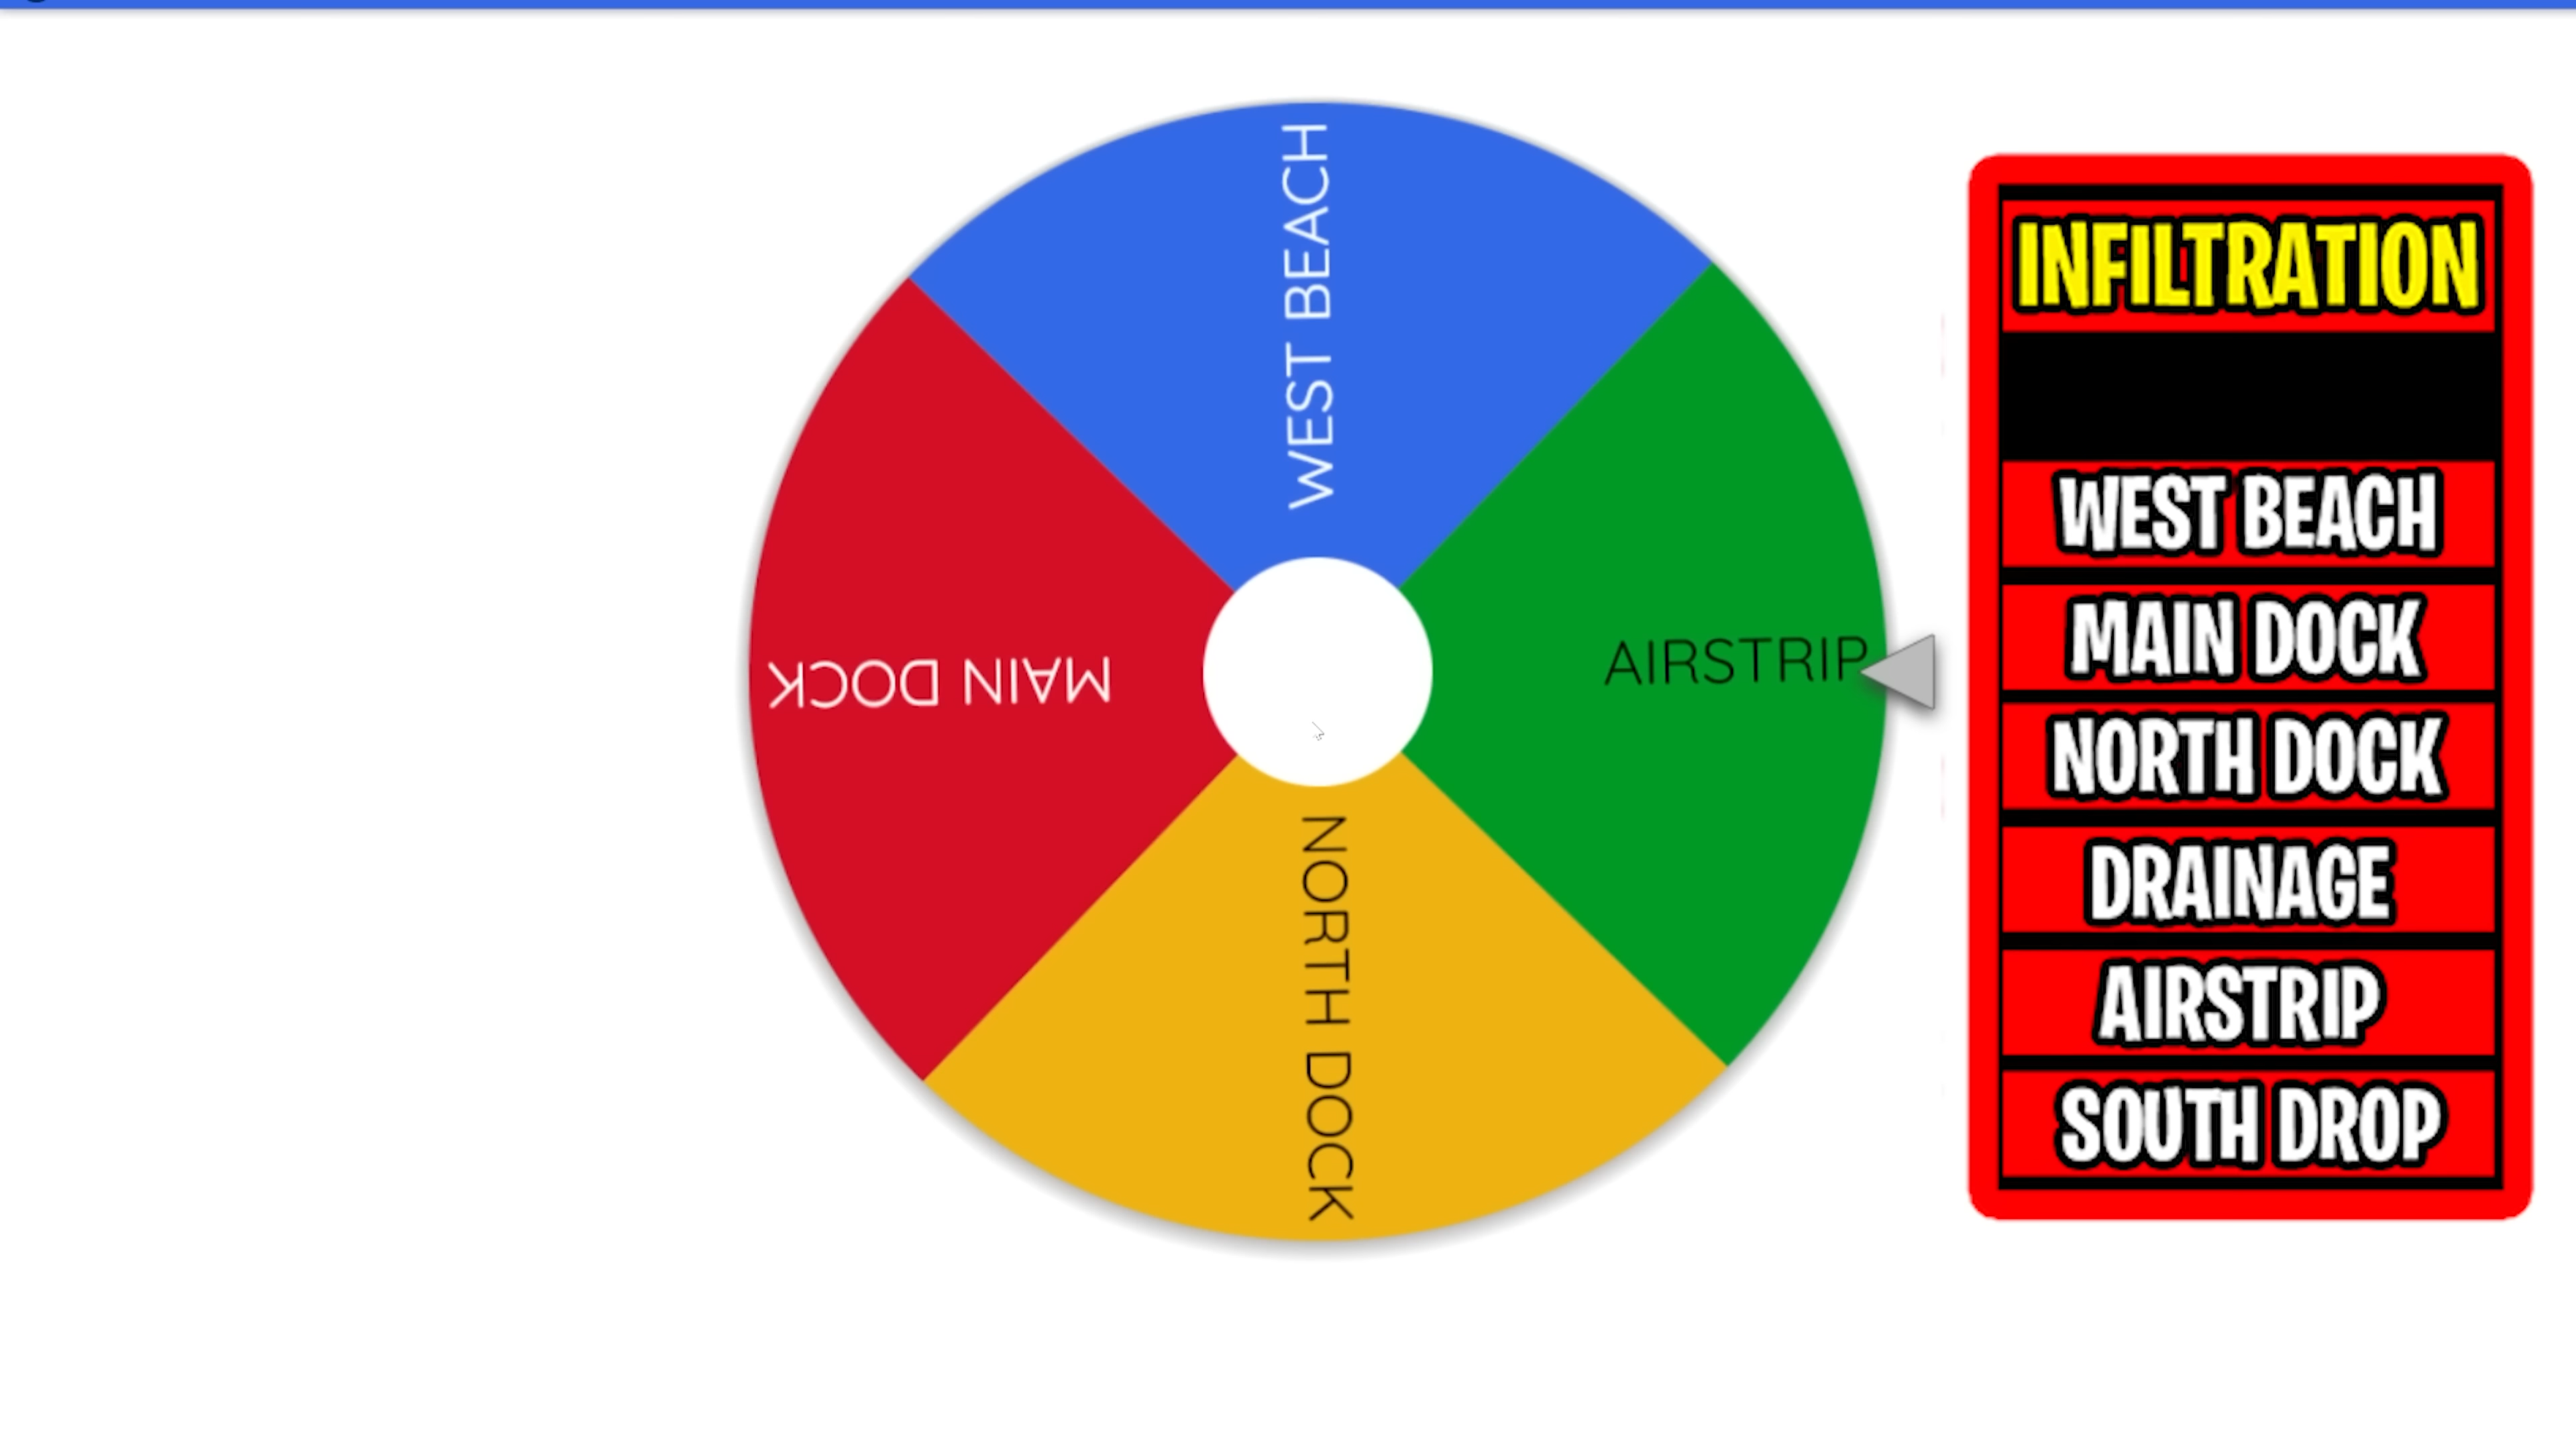 WEST BEACH
MAIN DOCK
AIRSTRIP
NORTH DOCK
INFILTRATION
WEST BEACH
MAIN DOCK
NORTH DOCK
DRAINAGE
AIRSTRIP
SOUTH DROP